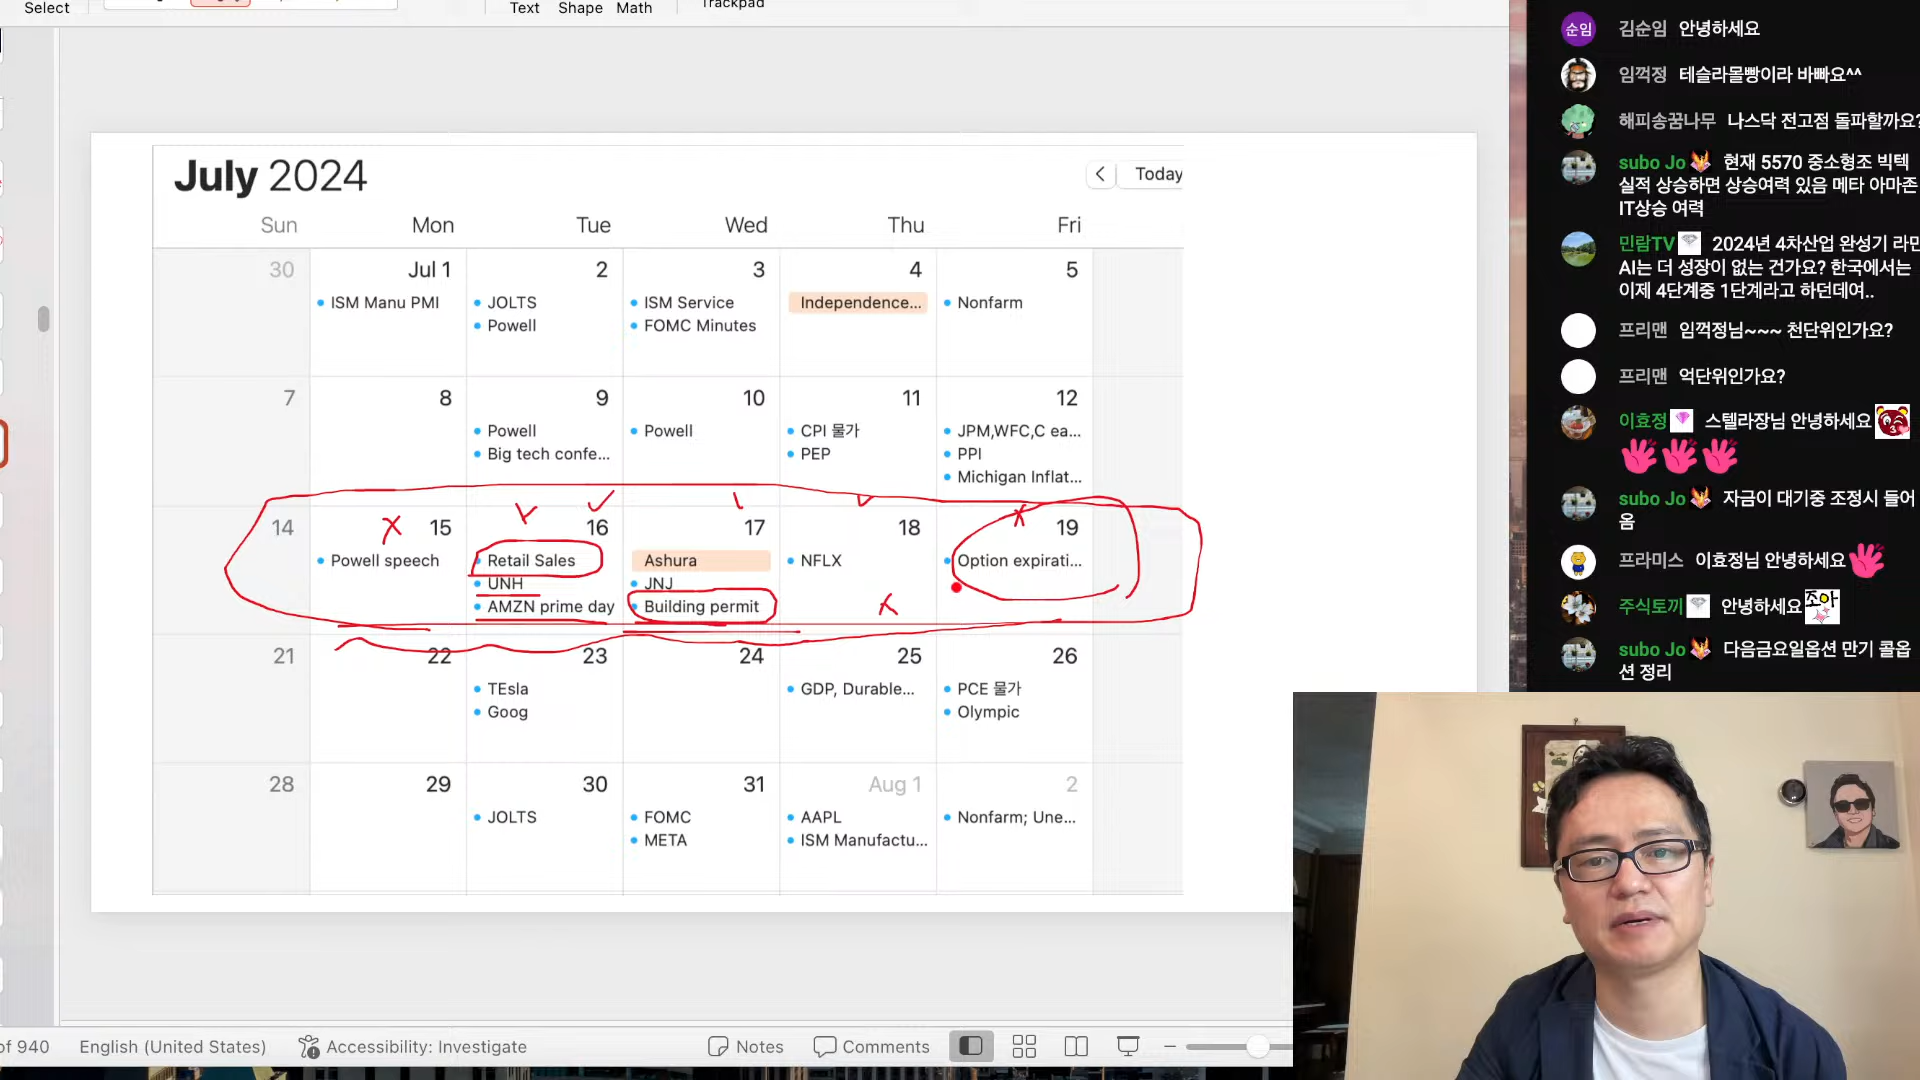 Select
Text Shape Math
Trackpad
July 2024
Today
Sun Mon Tue Wed Thu Fri
30 Jul 1 2 3 4 5
ISM Manu PMI
JOLTS
Powell
ISM Service
FOMC Minutes
Independence...
Nonfarm
7 8 9 10 11 12
Powell
Big tech confe...
Powell
CPI 물가
PEP
JPM,WFC,C ea...
PPI
Michigan Inflat...
14 15 16 17 18 19
Powell speech
Retail Sales
UNH
AMZN prime day
Ashura
JNJ
Building permit
NFLX
Option expirati...
21 22 23 24 25 26
TEsla
Goog
GDP, Durable...
PCE 물가
Olympic
28 29 30 31 Aug 1 2
JOLTS
FOMC
META
AAPL
ISM Manufactu...
Nonfarm; Une...
of 940 English (United States) Accessibility: Investigate Notes Comments
순임 김순임 안녕하세요
임꺽정 테슬라몰빵이라 바빠요^^
해피송꿈나무 나스닥 전고점 돌파할까요?
subo Jo 현재 5570 중소형조 빅텍
실적 상승하면 상승여력 있음 메타 아마존
IT상승 여력
민람TV 2024년 4차산업 완성기 라면
AI는 더 성장이 없는 건가요? 한국에서는
이제 4단계중 1단계라고 하던데여..
프리맨 임꺽정님~~~ 천단위인가요?
프리맨 억단위인가요?
이효정 스텔라장님 안녕하세요
subo Jo 자금이 대기중 조정시 들어
옴
프라미스 이효정님 안녕하세요
주식토끼 안녕하세요 조아
subo Jo 다음금요일옵션 만기 콜옵
션 정리